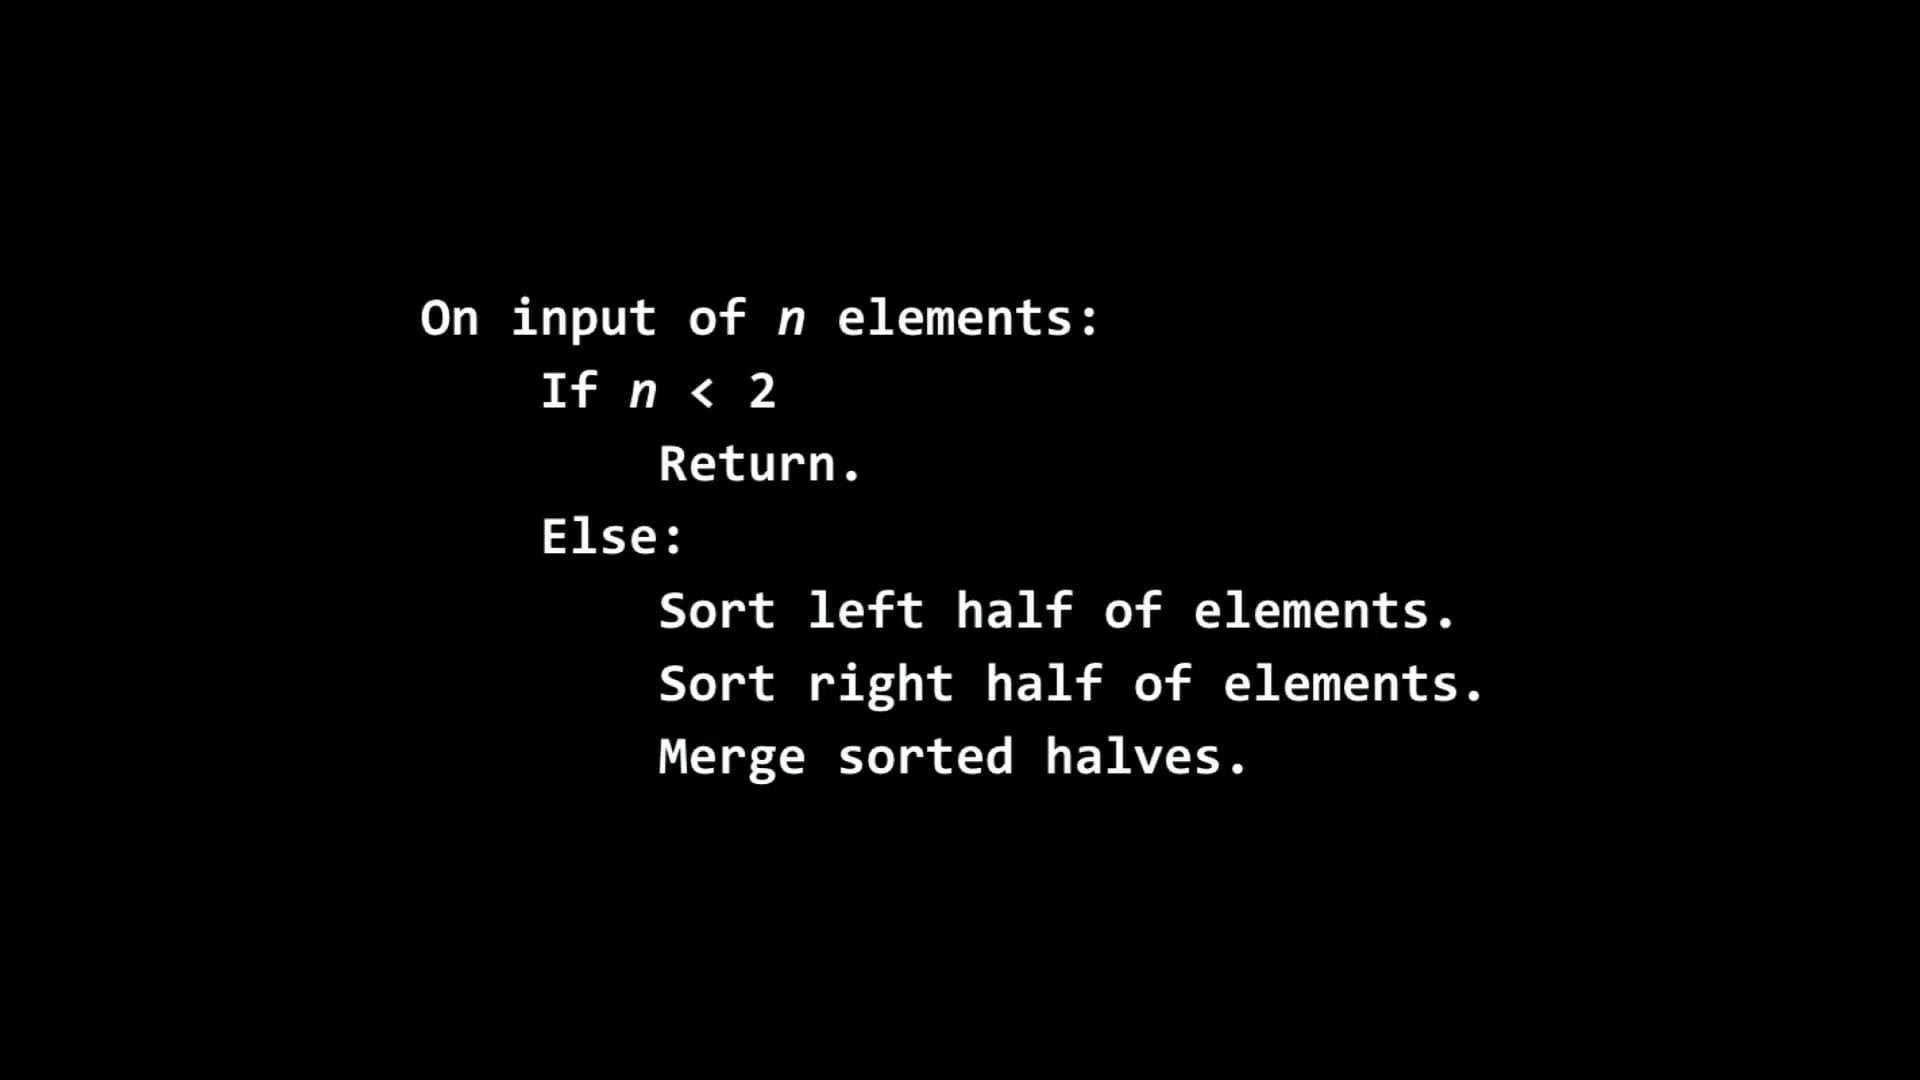 On input of n elements:
If n < 2
Return.
Else:
Sort left half of elements.
Sort right half of elements.
Merge sorted halves.